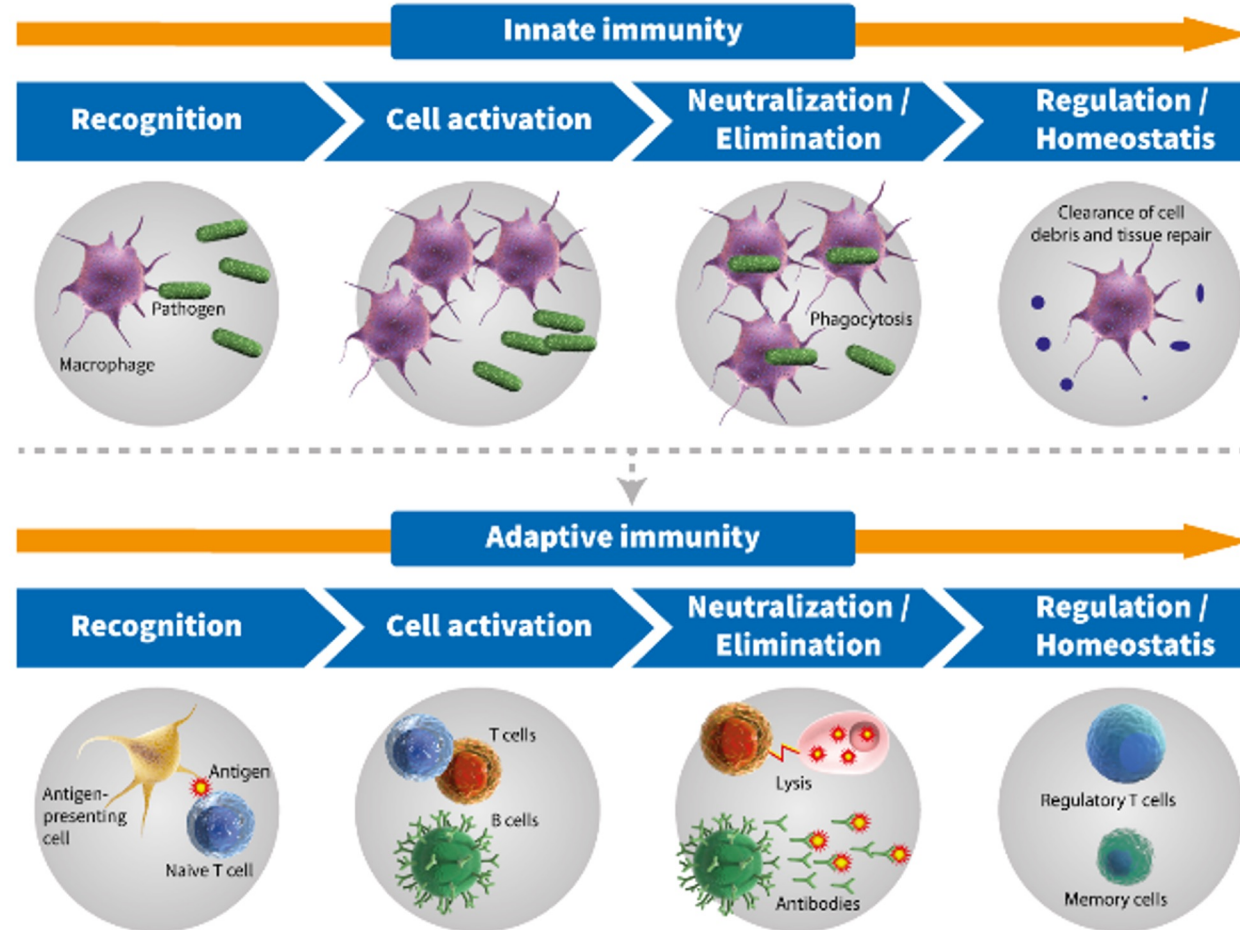 Innate immunity
Recognition
Cell activation
Neutralization /
Elimination
Regulation /
Homeostatis
Pathogen
Macrophage
Phagocytosis
Clearance of cell
debris and tissue repair
Adaptive immunity
Recognition
Cell activation
Neutralization /
Elimination
Regulation /
Homeostatis
Antigen
Antigen-
presenting
cell
Naïve T cell
T cells
B cells
Lysis
Antibodies
Regulatory T cells
Memory cells